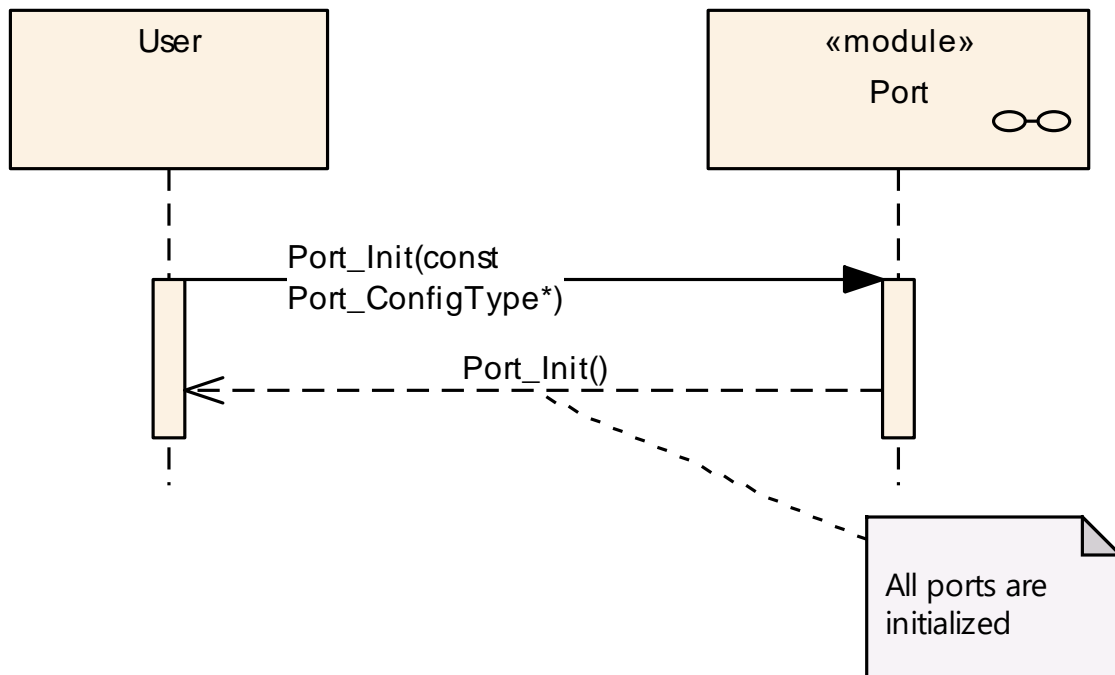 User
«module»
Port
Port_Init(const
Port_ConfigType*)
Port_Init()
All ports are
initialized